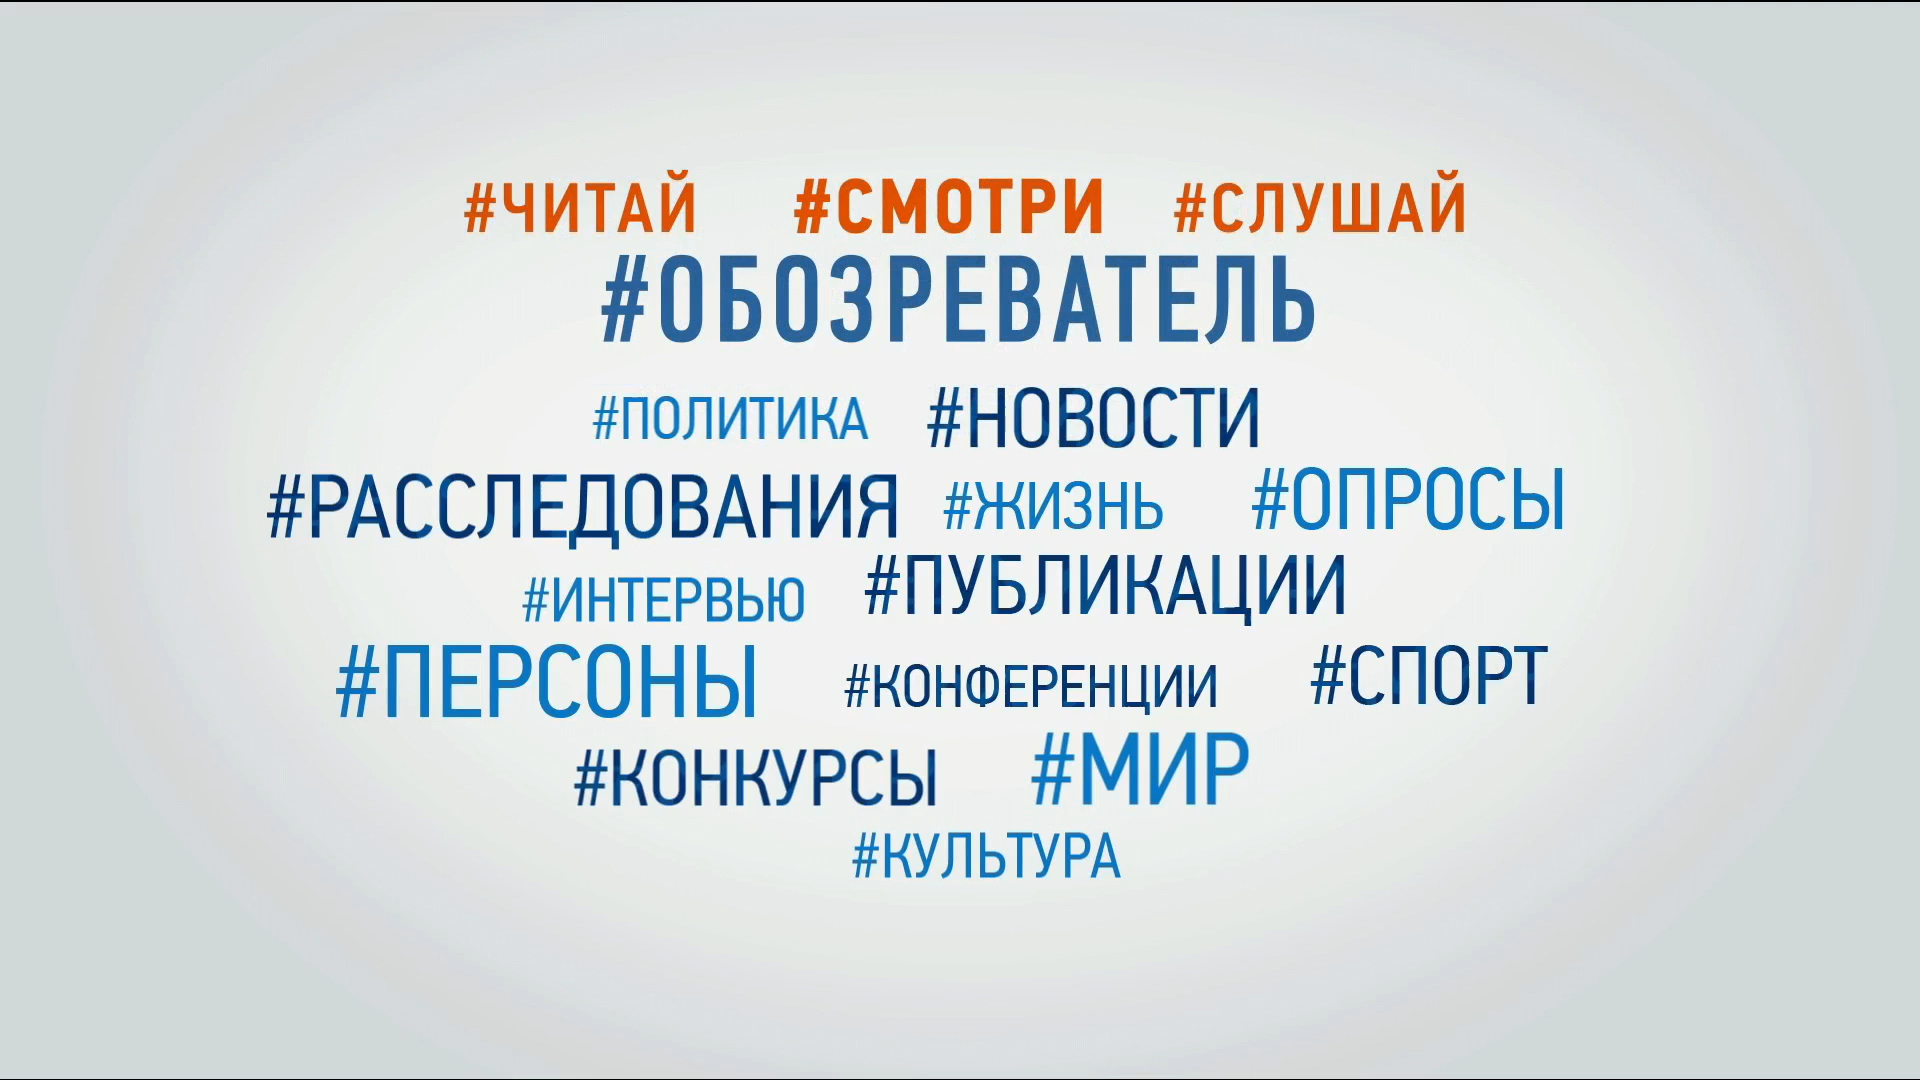 #ЧИТАЙ #СМОТРИ #СЛУШАЙ
#ОБОЗРЕВАТЕЛЬ
#ПОЛИТИКА #НОВОСТИ
#РАССЛЕДОВАНИЯ #ЖИЗНЬ #ОПРОСЫ
#ИНТЕРВЬЮ #ПУБЛИКАЦИИ
#ПЕРСОНЫ #КОНФЕРЕНЦИИ #СПОРТ
#КОНКУРСЫ #МИР
#КУЛЬТУРА